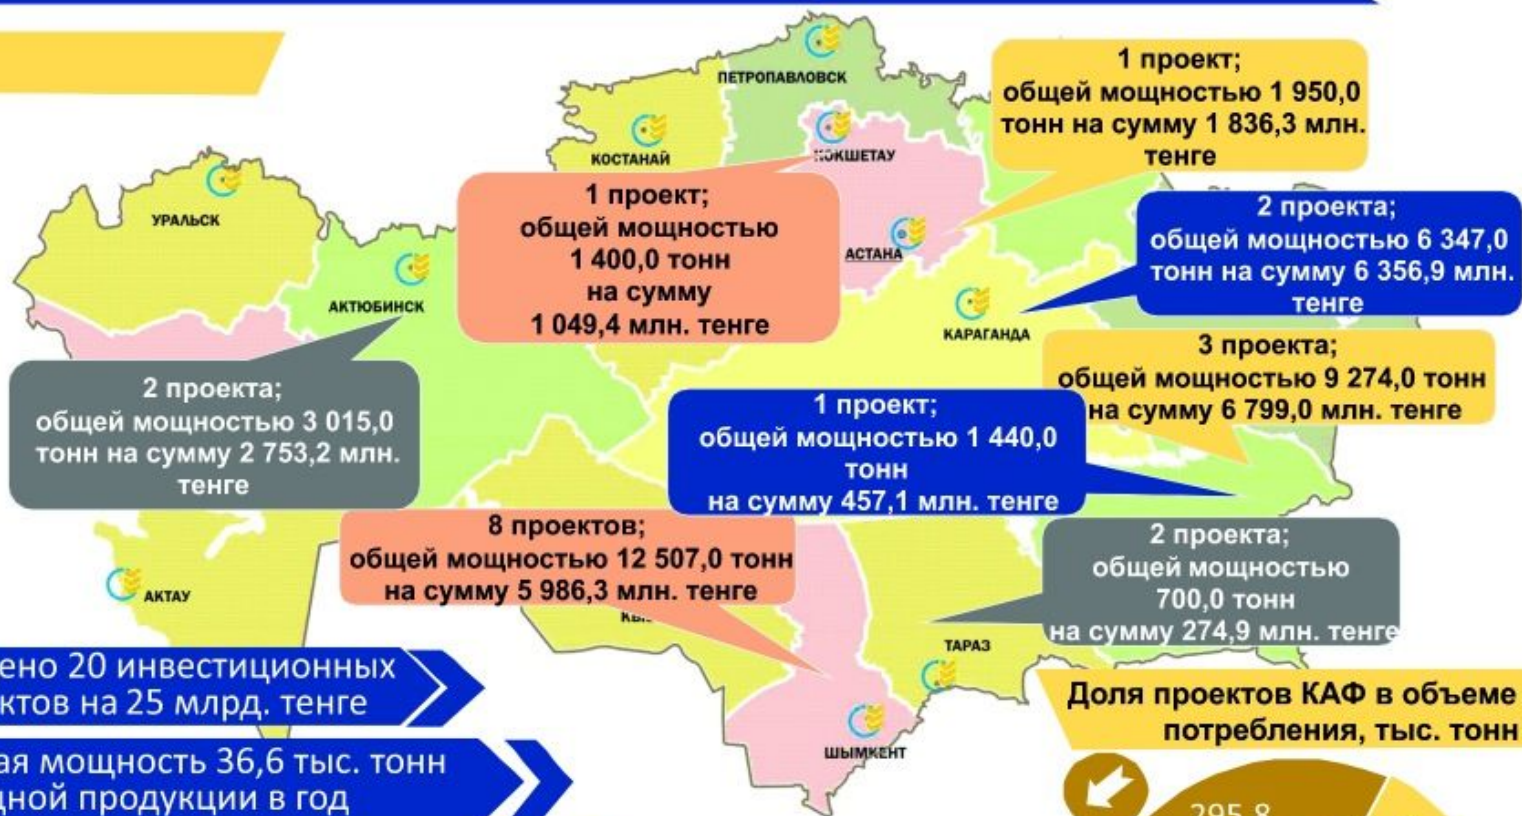 ПЕТРОПАВЛОВСК
1 проект;
общей мощностью 1 950,0
тонн на сумму 1 836,3 млн.
тенге
КОСТАНАЙ
КОКШЕТАУ
1 проект;
общей мощностью
1 400,0 тонн
на сумму
1 049,4 млн. тенге
УРАЛЬСК
АСТАНА
2 проекта;
общей мощностью 6 347,0
тонн на сумму 6 356,9 млн.
тенге
АКТЮБИНСК
КАРАГАНДА
3 проекта;
общей мощностью 9 274,0 тонн
на сумму 6 799,0 млн. тенге
2 проекта;
общей мощностью 3 015,0
тонн на сумму 2 753,2 млн.
тенге
1 проект;
общей мощностью 1 440,0
тонн
на сумму 457,1 млн. тенге
8 проектов;
общей мощностью 12 507,0 тонн
на сумму 5 986,3 млн. тенге
2 проекта;
общей мощностью
700,0 тонн
на сумму 274,9 млн. тенге
АКТАУ
ТАРАЗ
ено 20 инвестиционных
ктов на 25 млрд. тенге
Доля проектов КАФ в объеме
потребления, тыс. тонн
ШЫМКЕНТ
ая мощность 36,6 тыс. тонн
дной продукции в год
295,8